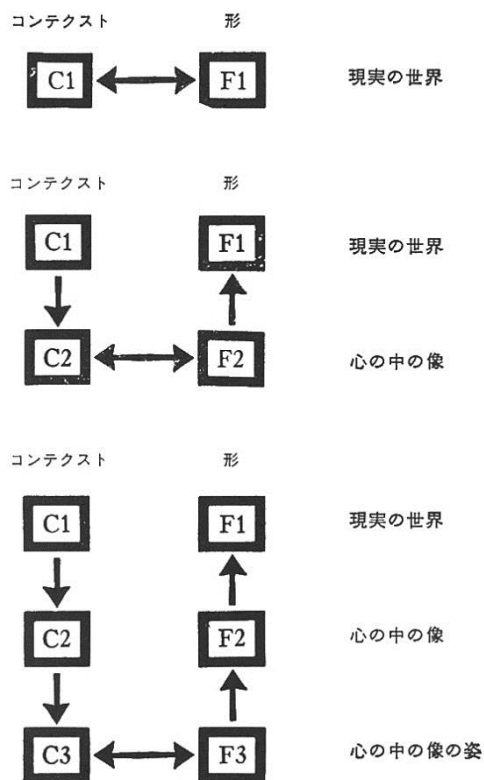 コンテクスト 形
C1 F1 現実の世界
コンテクスト 形
C1 F1 現実の世界
C2 F2 心の中の像
コンテクスト 形
C1 F1 現実の世界
C2 F2 心の中の像
C3 F3 心の中の像の姿